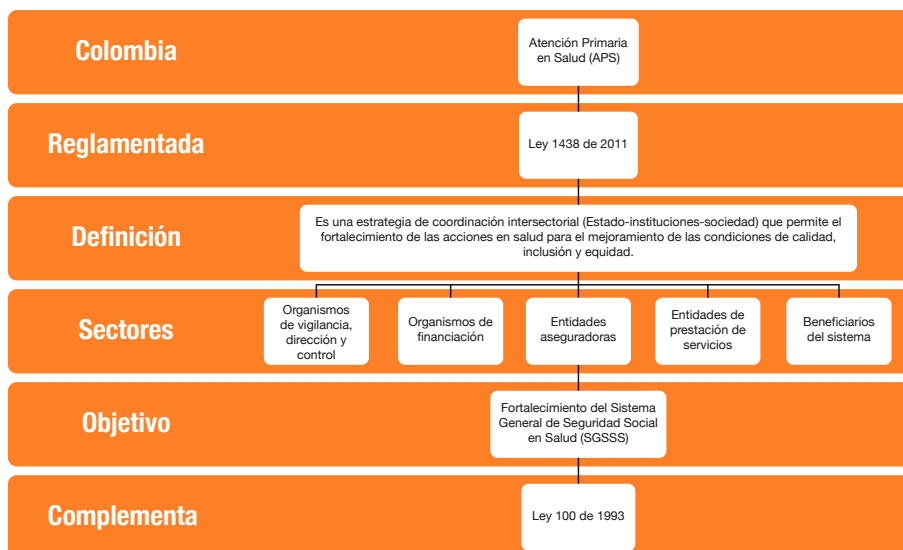 Colombia
Atención Primaria
en Salud (APS)
Reglamentada
Ley 1438 de 2011
Definición
Es una estrategia de coordinación intersectorial (Estado-instituciones-sociedad) que permite el
fortalecimiento de las acciones en salud para el mejoramiento de las condiciones de calidad,
inclusión y equidad.
Sectores
Organismos
de vigilancia,
dirección y
control
Organismos de
financiación
Entidades
aseguradoras
Entidades de
prestación de
servicios
Beneficiarios
del sistema
Objetivo
Fortalecimiento del Sistema
General de Seguridad Social
en Salud (SGSSS)
Complementa
Ley 100 de 1993